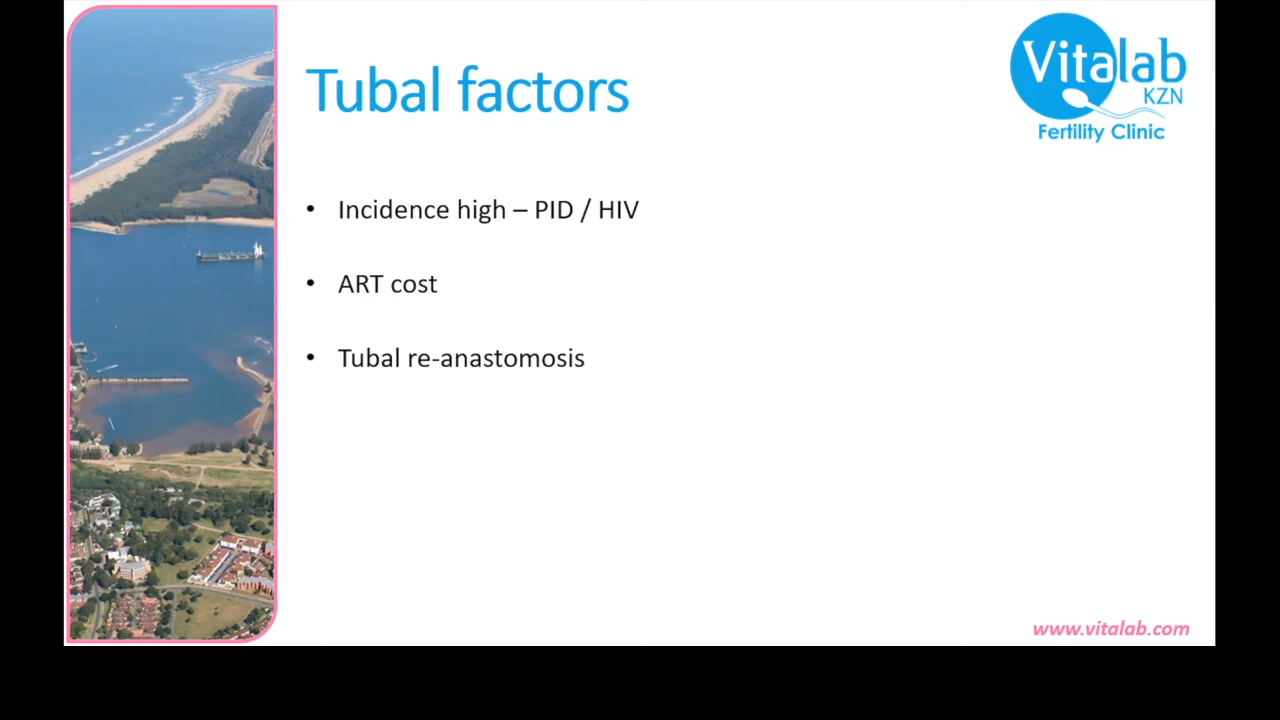 Tubal factors
Vitalab
KZN
Fertility Clinic
• Incidence high – PID / HIV
• ART cost
• Tubal re-anastomosis
www.vitalab.com